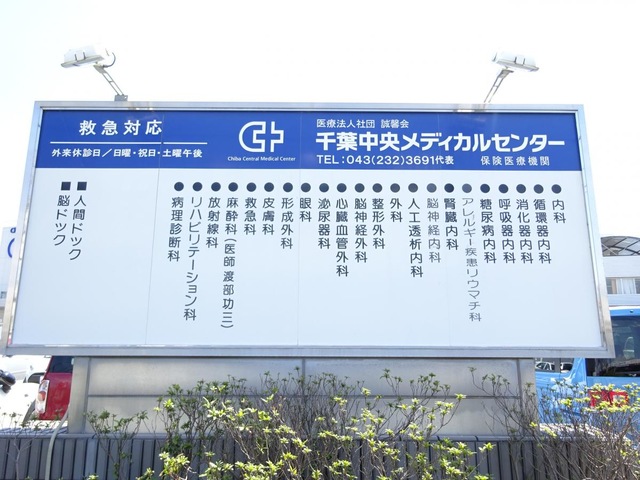 救急対応
外来休診日／日曜・祝日・土曜午後
Chiba Central Medical Center
医療法人社団 誠馨会
千葉中央メディカルセンター
TEL:043(232)3691代表 保険医療機関
●内科
●循環器内科
●消化器内科
●呼吸器内科
●糖尿病内科
●アレルギー疾患リウマチ科
●腎臓内科
●脳神経内科
●人工透析内科
●外科
●整形外科
●脳神経外科
●心臓血管外科
●泌尿器科
●眼科
●形成外科
●皮膚科
●救急科
●麻酔科(医師 渡部功三)
●放射線科
●リハビリテーション科
●病理診断科
■人間ドック
■脳ドック